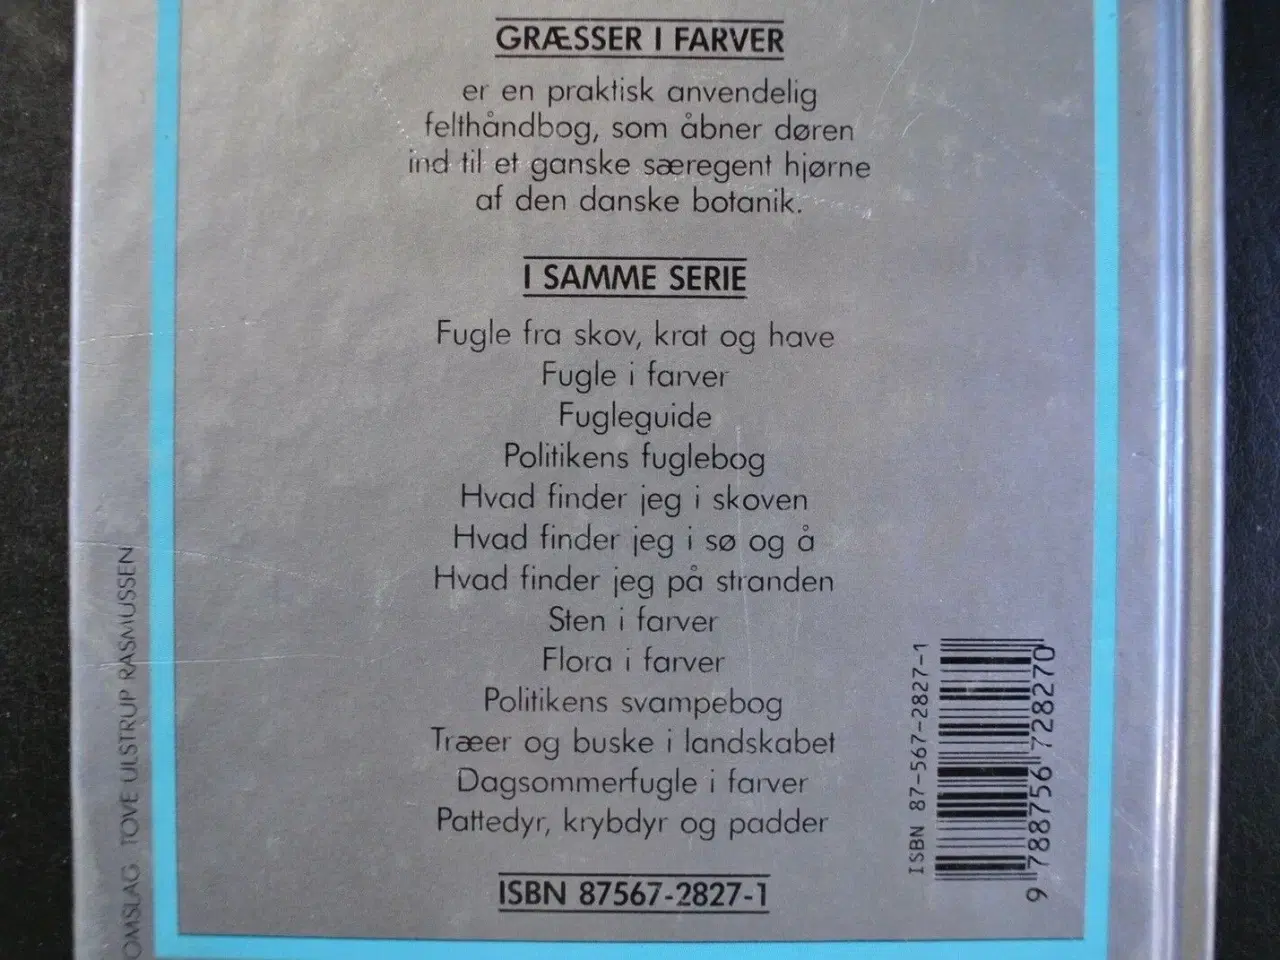 GRÆSSER I FARVER
er en praktisk anvendelig
felthåndbog, som åbner døren
ind til et ganske særegent hjørne
af den danske botanik.
I SAMME SERIE
Fugle fra skov, krat og have
Fugle i farver
Fugleguide
Politikens fuglebog
Hvad finder jeg i skoven
Hvad finder jeg i sø og å
Hvad finder jeg på stranden
Sten i farver
Flora i farver
Politikens svampebog
Træer og buske i landskabet
Dagsommerfugle i farver
Pattedyr, krybdyr og padder
ISBN 87567-2827-1
ISBN 87-567-2827-1
9 788756 728270
OMSLAG TOVE ULSTRUP RASMUSSEN